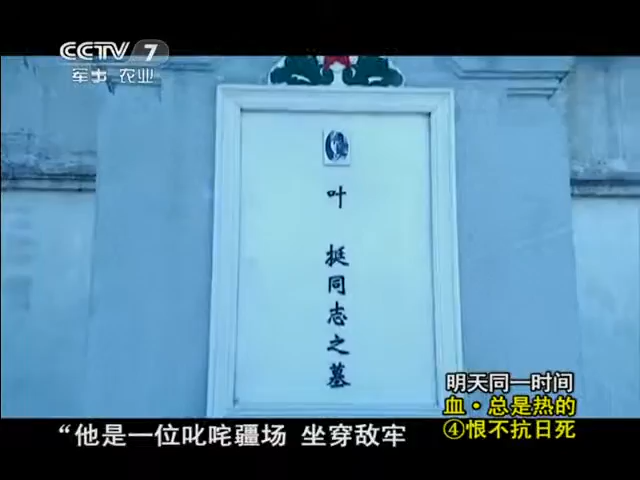 CCTV 7
军事·农业
叶 挺同志之墓
明天同一时间
血·总是热的
④恨不抗日死
“他是一位叱咤疆场 坐穿敌牢